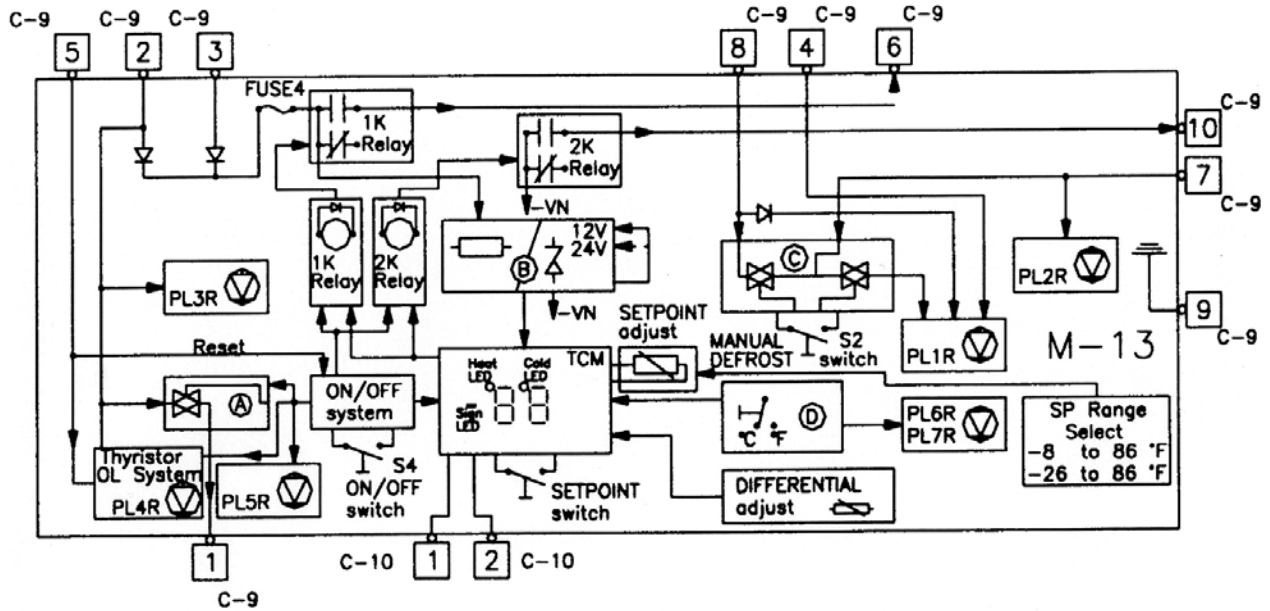 C-9 C-9 C-9 C-9 C-9 C-9
5 2 3 8 4 6
FUSE4
1K
Relay
2K
Relay
C-9
10
7
C-9
-VN
12V
24V
B
1K
Relay
2K
Relay
C
PL2R
PL3R
-VN
SETPOINT
adjust
MANUAL
DEFROST
S2
switch
PL1R
9
C-9
M-13
Reset
A
ON/OFF
system
TCM
Heat
LED
Cold
LED
Sign
LED
8 8
D
°C °F
PL6R
PL7R
SP Range
Select
-8 to 86 °F
-26 to 86 °F
Thyristor
OL System
PL4R
PL5R
S4
ON/OFF
switch
SETPOINT
switch
DIFFERENTIAL
adjust
1
C-9
C-10 1 2 C-10